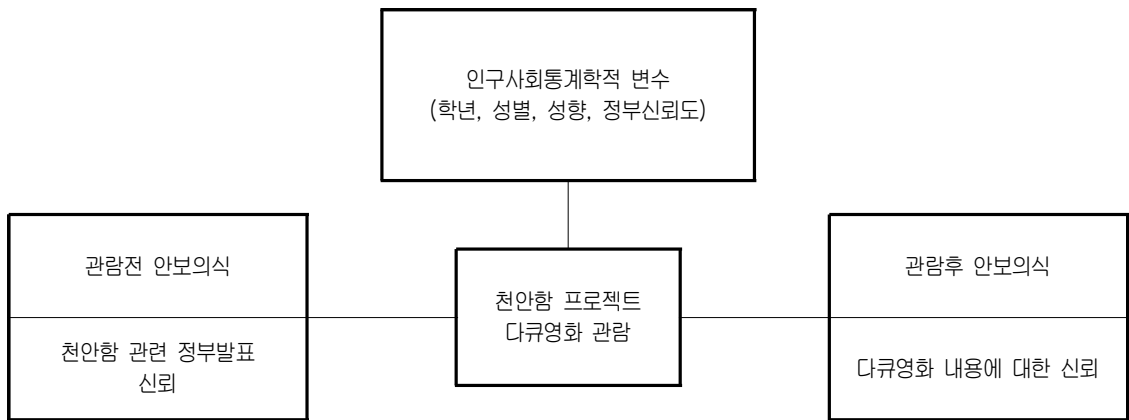 인구사회통계학적 변수
(학년, 성별, 성향, 정부신뢰도)
관람전 안보의식
천안함 관련 정부발표
신뢰
천안함 프로젝트
다큐영화 관람
관람후 안보의식
다큐영화 내용에 대한 신뢰